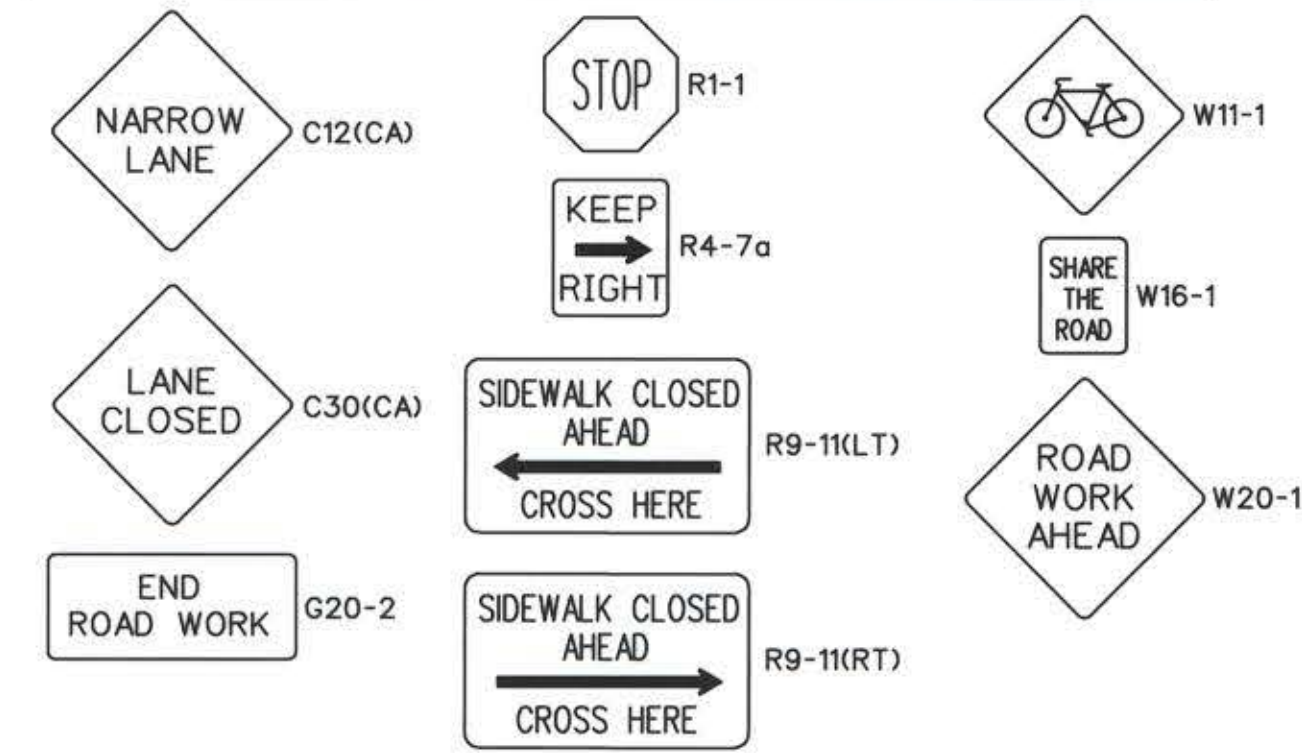 NARROW
LANE
C12(CA)
LANE
CLOSED
C30(CA)
END
ROAD WORK
G20-2
STOP
R1-1
KEEP
RIGHT
R4-7a
SIDEWALK CLOSED
AHEAD
CROSS HERE
R9-11(LT)
SIDEWALK CLOSED
AHEAD
CROSS HERE
R9-11(RT)
W11-1
SHARE
THE
ROAD
W16-1
ROAD
WORK
AHEAD
W20-1